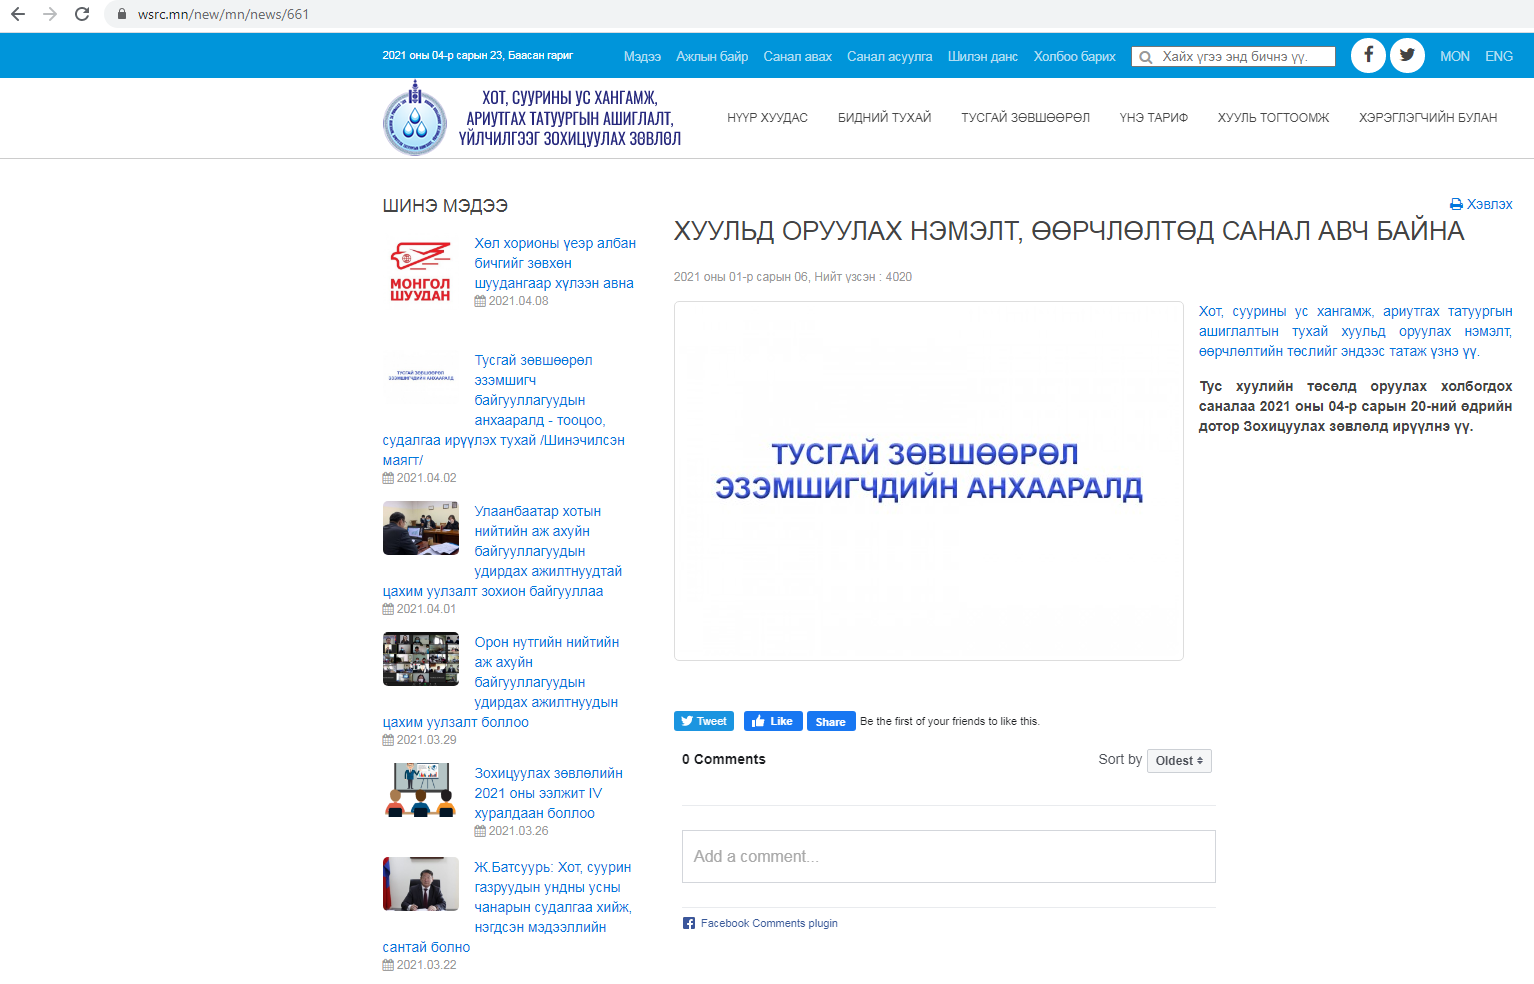 wsrc.mn/new/mn/news/661
2021 оны 04-р сарын 23, Баасан гариг
Мэдээ Ажлын байр Санал авах Санал асуулга Шилэн данс Холбоо барих
Хайх үгээ энд бичнэ үү.
MON ENG
ХОТ, СУУРИНЫ УС ХАНГАМЖ,
АРИУТГАХ ТАТУУРГЫН АШИГЛАЛТ,
ҮЙЛЧИЛГЭЭГ ЗОХИЦУУЛАХ ЗӨВЛӨЛ
НҮҮР ХУУДАС БИДНИЙ ТУХАЙ ТУСГАЙ ЗӨВШӨӨРӨЛ ҮНЭ ТАРИФ ХУУЛЬ ТОГТООМЖ ХЭРЭГЛЭГЧИЙН БУЛАН
ШИНЭ МЭДЭЭ
МОНГОЛ
ШУУДАН
Хөл хорионы үеэр албан
бичгийг зөвхөн
шуудангаар хүлээн авна
2021.04.08
ТУСГАЙ ЗӨВШӨӨРӨЛ
ЭЗЭМШИГЧДИЙН АНХААРАЛД
Тусгай зөвшөөрөл
эзэмшигч
байгууллагуудын
анхааралд - тооцоо,
судалгаа ирүүлэх тухай /Шинэчилсэн
маягт/
2021.04.02
Улаанбаатар хотын
нийтийн аж ахуйн
байгууллагуудын
удирдах ажилтнуудтай
цахим уулзалт зохион байгууллаа
2021.04.01
Орон нутгийн нийтийн
аж ахуйн
байгууллагуудын
удирдах ажилтнуудын
цахим уулзалт боллоо
2021.03.29
Зохицуулах зөвлөлийн
2021 оны ээлжит IV
хуралдаан боллоо
2021.03.26
Ж.Батсуурь: Хот, суурин
газруудын ундны усны
чанарын судалгаа хийж,
нэгдсэн мэдээллийн
сантай болно
2021.03.22
Хэвлэх
ХУУЛЬД ОРУУЛАХ НЭМЭЛТ, ӨӨРЧЛӨЛТӨД САНАЛ АВЧ БАЙНА
2021 оны 01-р сарын 06, Нийт үзсэн : 4020
ТУСГАЙ ЗӨВШӨӨРӨЛ
ЭЗЭМШИГЧДИЙН АНХААРАЛД
Хот, суурины ус хангамж, ариутгах татуургын
ашиглалтын тухай хуульд оруулах нэмэлт,
өөрчлөлтийн төслийг эндээс татаж үзнэ үү.
Тус хуулийн төсөлд оруулах холбогдох
саналаа 2021 оны 04-р сарын 20-ний өдрийн
дотор Зохицуулах зөвлөлд ирүүлнэ үү.
Tweet Like Share Be the first of your friends to like this.
0 Comments Sort by Oldest
Add a comment...
Facebook Comments plugin